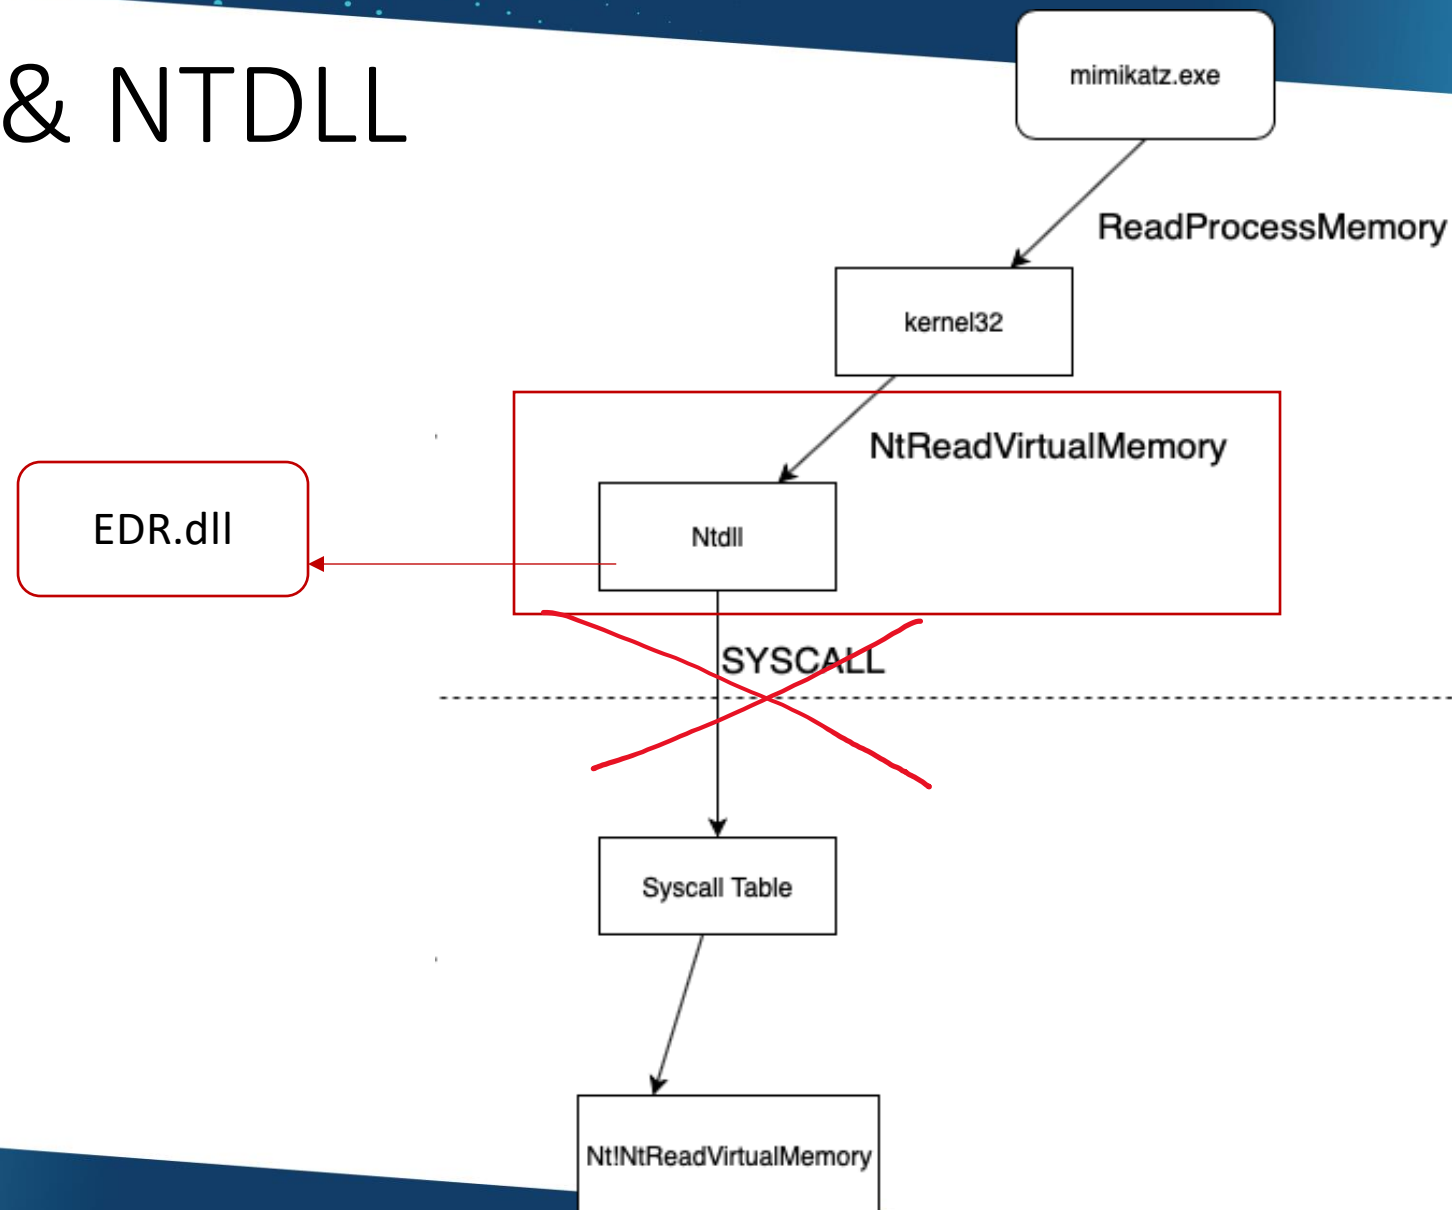 & NTDLL
mimikatz.exe
ReadProcessMemory
kernel32
NtReadVirtualMemory
EDR.dll
Ntdll
SYSCALL
Syscall Table
Nt!NtReadVirtualMemory